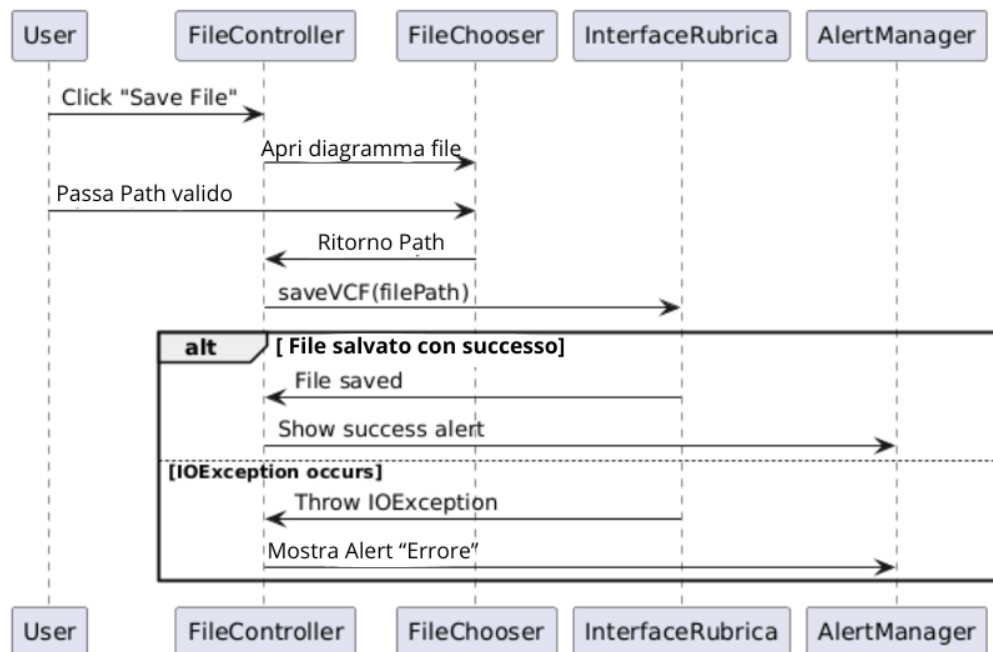 User FileController FileChooser InterfaceRubrica AlertManager
Click "Save File"
Apri diagramma file
Passa Path valido
Ritorno Path
saveVCF(filePath)
alt [ File salvato con successo]
File saved
Show success alert
[IOException occurs]
Throw IOException
Mostra Alert “Errore”
User FileController FileChooser InterfaceRubrica AlertManager